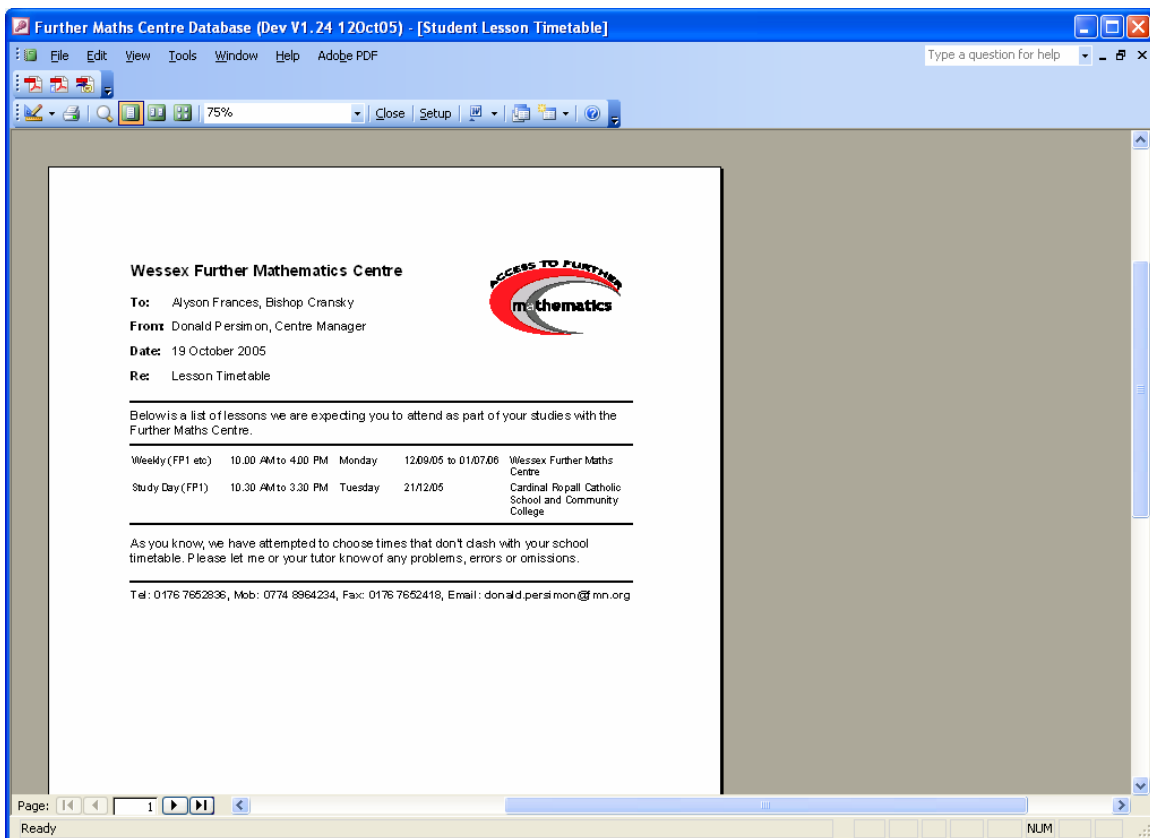 Further Maths Centre Database (Dev V1.24 12Oct05) - [Student Lesson Timetable]
File Edit View Tools Window Help Adobe PDF Type a question for help
75% Close Setup
Wessex Further Mathematics Centre
ACCESS TO FURTHER
mathematics
To: Alyson Frances, Bishop Cransky
From: Donald Persimon, Centre Manager
Date: 19 October 2005
Re: Lesson Timetable
Below is a list of lessons we are expecting you to attend as part of your studies with the
Further Maths Centre.
Weekly (FP1 etc) 10.00 AM to 4.00 PM Monday 12/09/05 to 01/07/06 Wessex Further Maths
Centre
Study Day (FP1) 10.30 AM to 3.30 PM Tuesday 21/12/05 Cardinal Ropall Catholic
School and Community
College
As you know, we have attempted to choose times that don't clash with your school
timetable. Please let me or your tutor know of any problems, errors or omissions.
Tel: 0176 7652836, Mob: 0774 8964234, Fax: 0176 7652418, Email: donald.persimon@fmn.org
Page: 1
Ready NUM